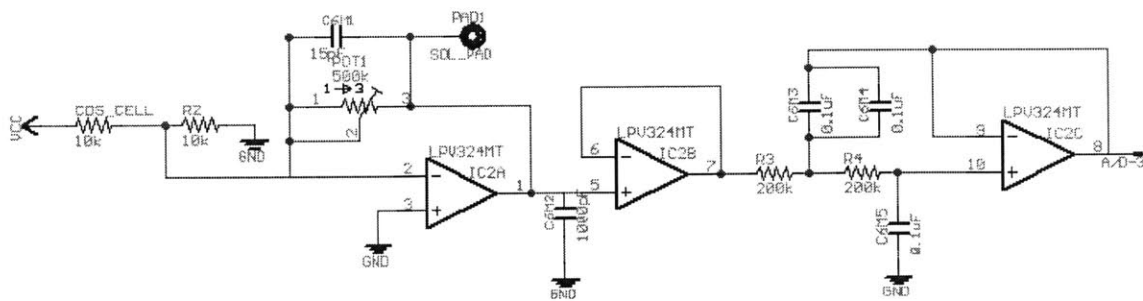 C6M1
PAD1
15pF
SOL_PAD
POT1
500k
1 → 3
1
3
2
VCC
CDS_CELL
10k
R2
10k
GND
LPV324MT
IC2A
2
3
1
GND
C6M2
1000pF
GND
LPV324MT
IC2B
6
5
7
R3
200k
C6M3
0.1uF
C6M4
0.1uF
R4
200k
C6M5
0.1uF
GND
LPV324MT
IC2C
9
10
8
A/D-3